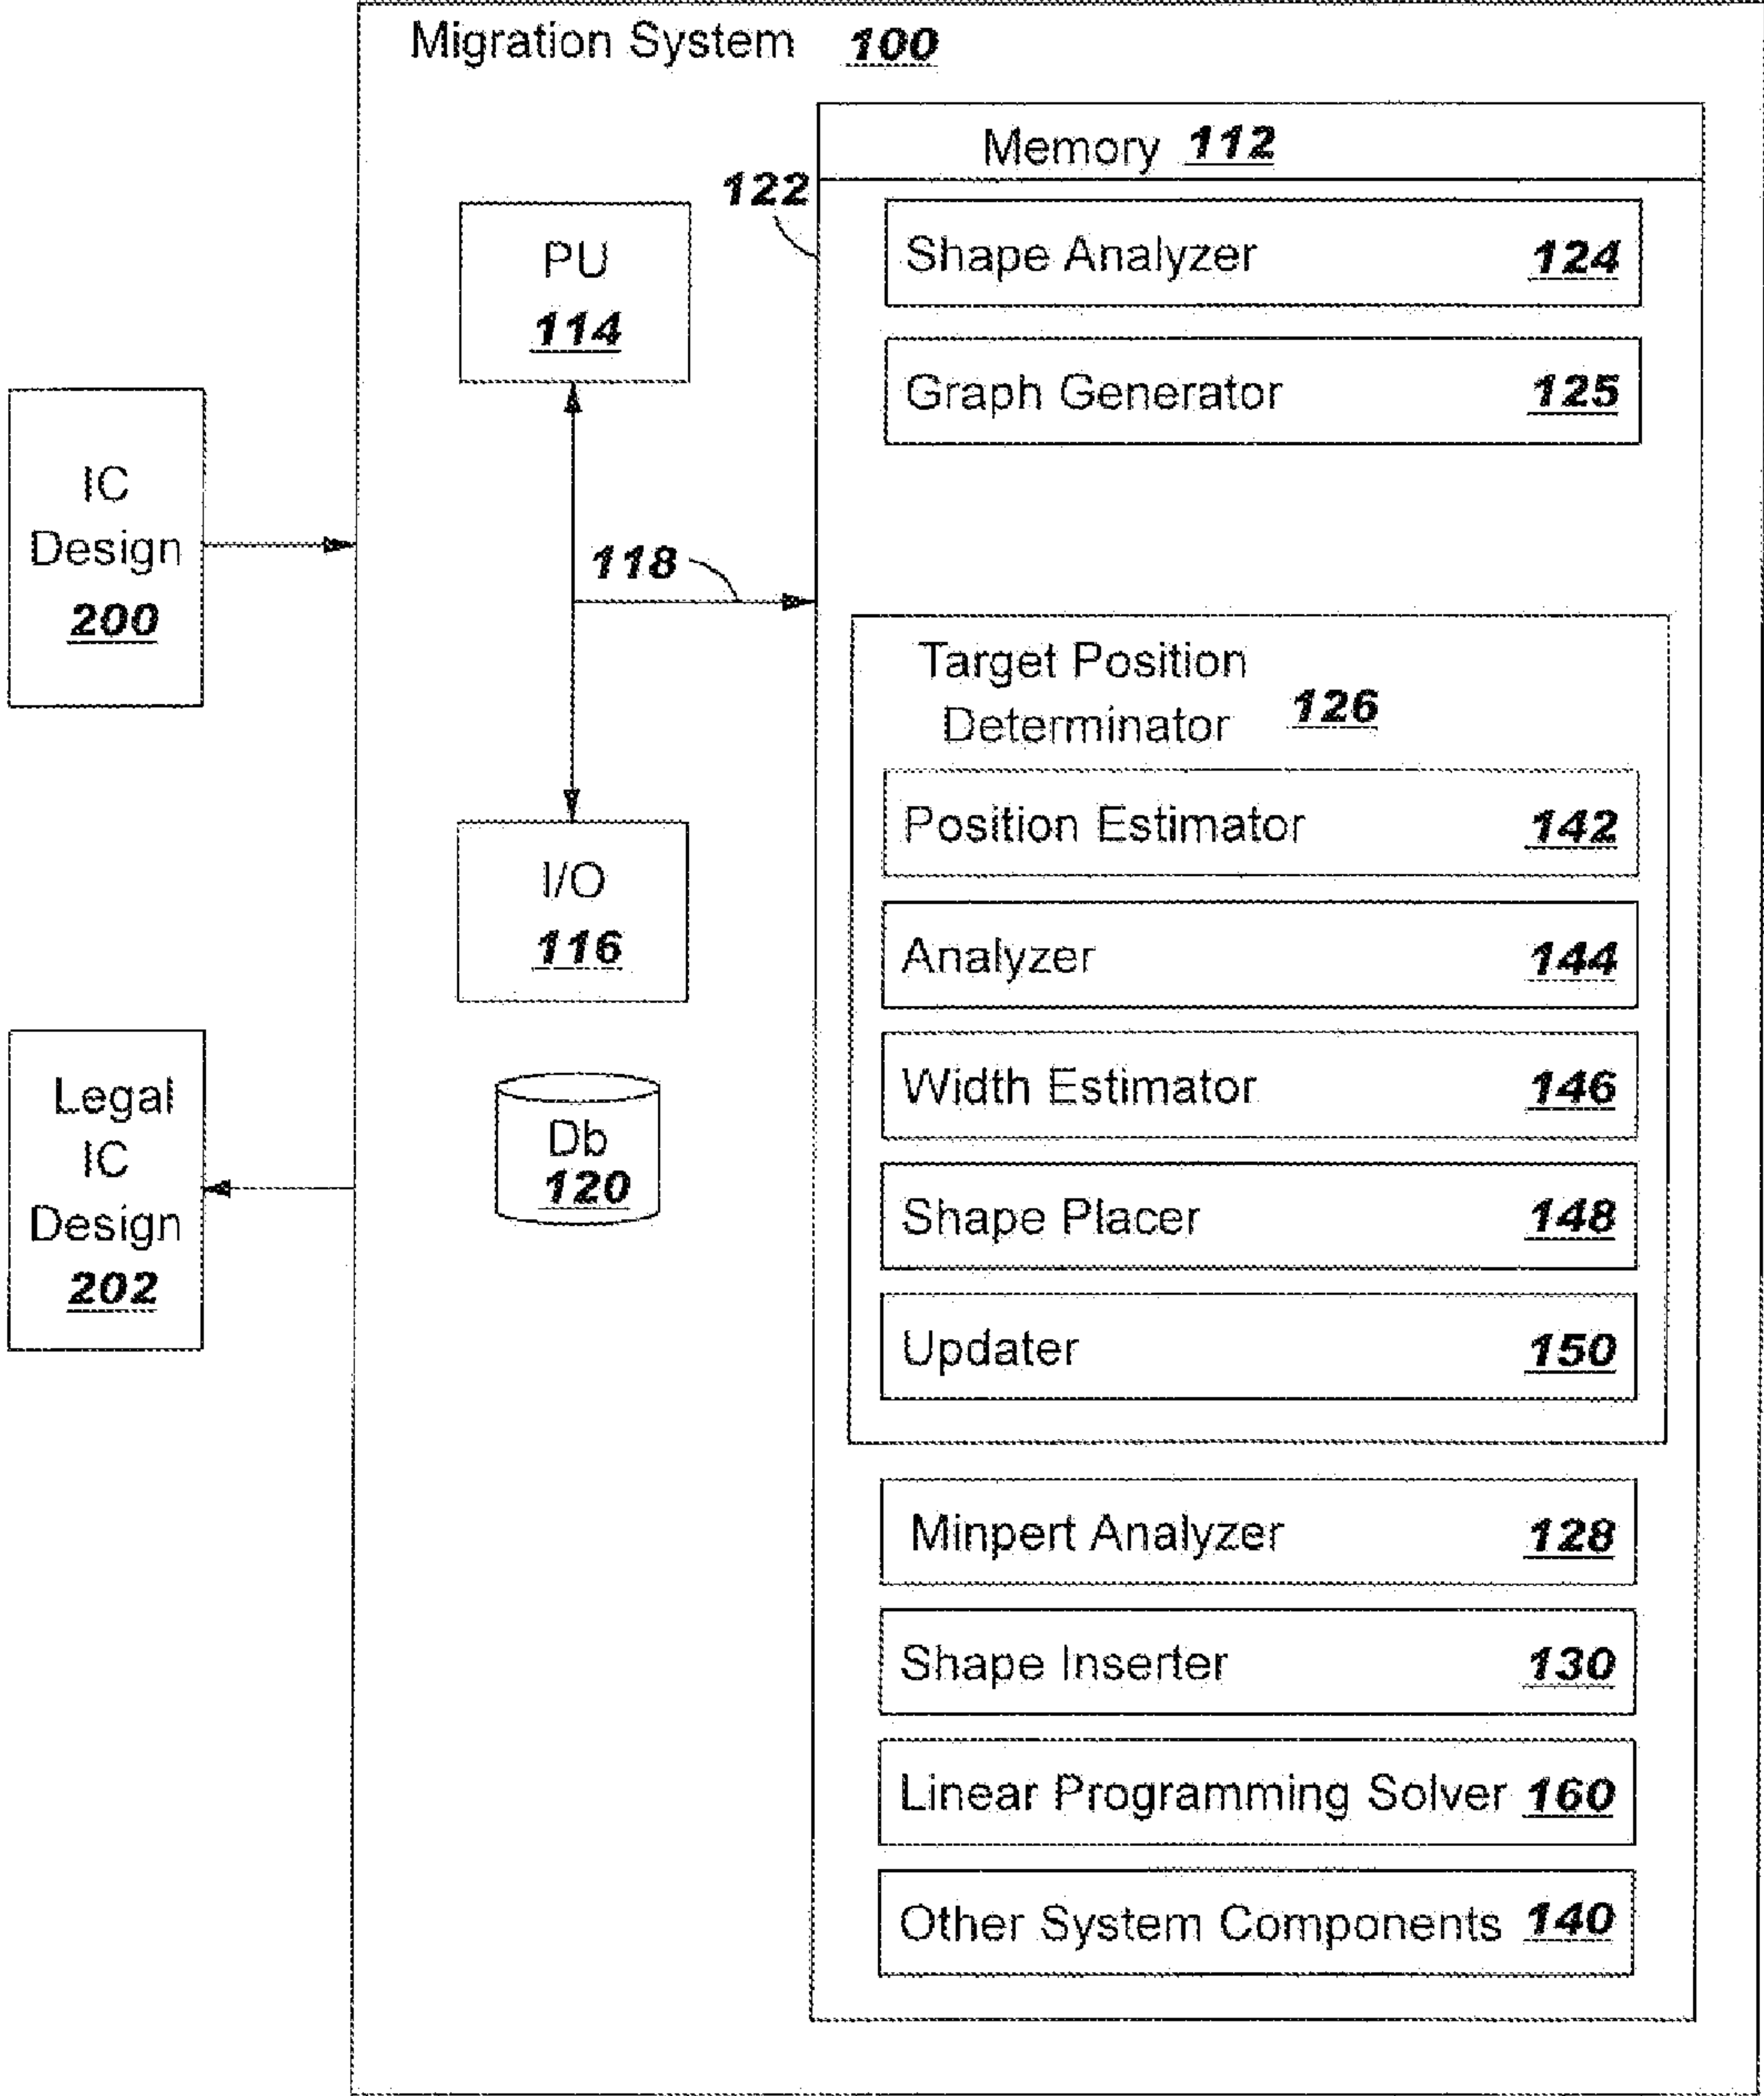 Migration System 100
Memory 112
122
Shape Analyzer 124
PU
114
Graph Generator 125
IC
Design
200
118
Target Position
Determinator 126
Position Estimator 142
I/O
116
Analyzer 144
Width Estimator 146
Legal
IC
Design
202
Db
120
Shape Placer 148
Updater 150
Minpert Analyzer 128
Shape Inserter 130
Linear Programming Solver 160
Other System Components 140